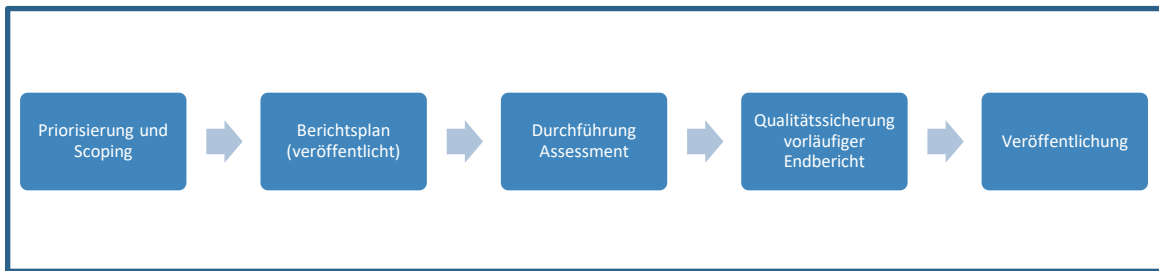 Priorisierung und
Scoping
Berichtsplan
(veröffentlicht)
Durchführung
Assessment
Qualitätssicherung
vorläufiger
Endbericht
Veröffentlichung